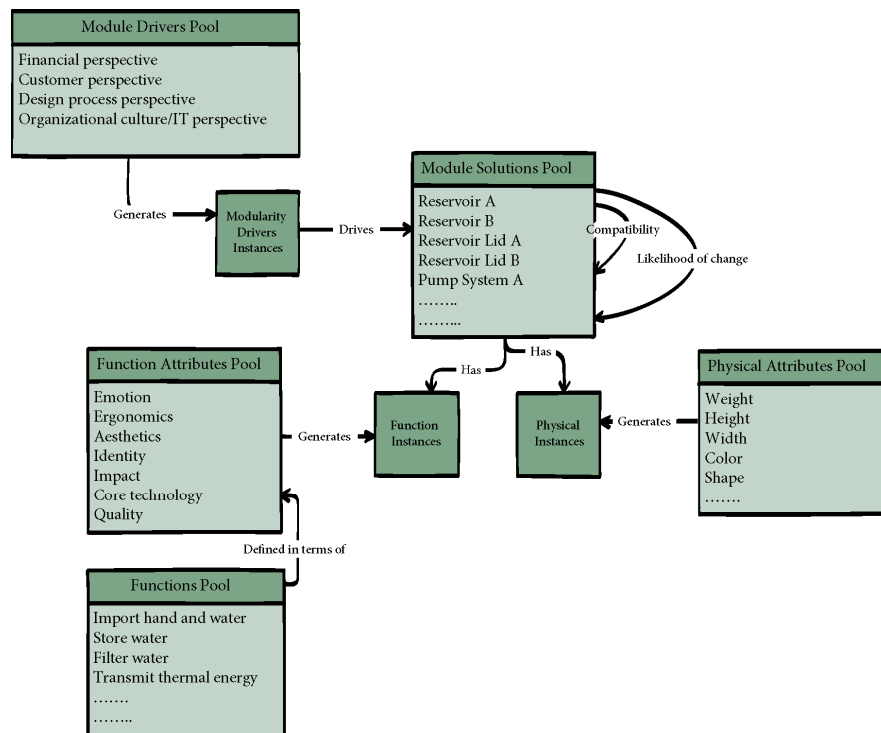 Module Drivers Pool
Financial perspective
Customer perspective
Design process perspective
Organizational culture/IT perspective
Generates
Modularity
Drivers
Instances
Drives
Module Solutions Pool
Reservoir A
Reservoir B
Reservoir Lid A
Reservoir Lid B
Pump System A
……..
……...
Compatibility
Likelihood of change
Has
Has
Function Attributes Pool
Emotion
Ergonomics
Aesthetics
Identity
Impact
Core technology
Quality
Generates
Function
Instances
Physical
Instances
Generates
Physical Attributes Pool
Weight
Height
Width
Color
Shape
…….
Defined in terms of
Functions Pool
Import hand and water
Store water
Filter water
Transmit thermal energy
…….
……..